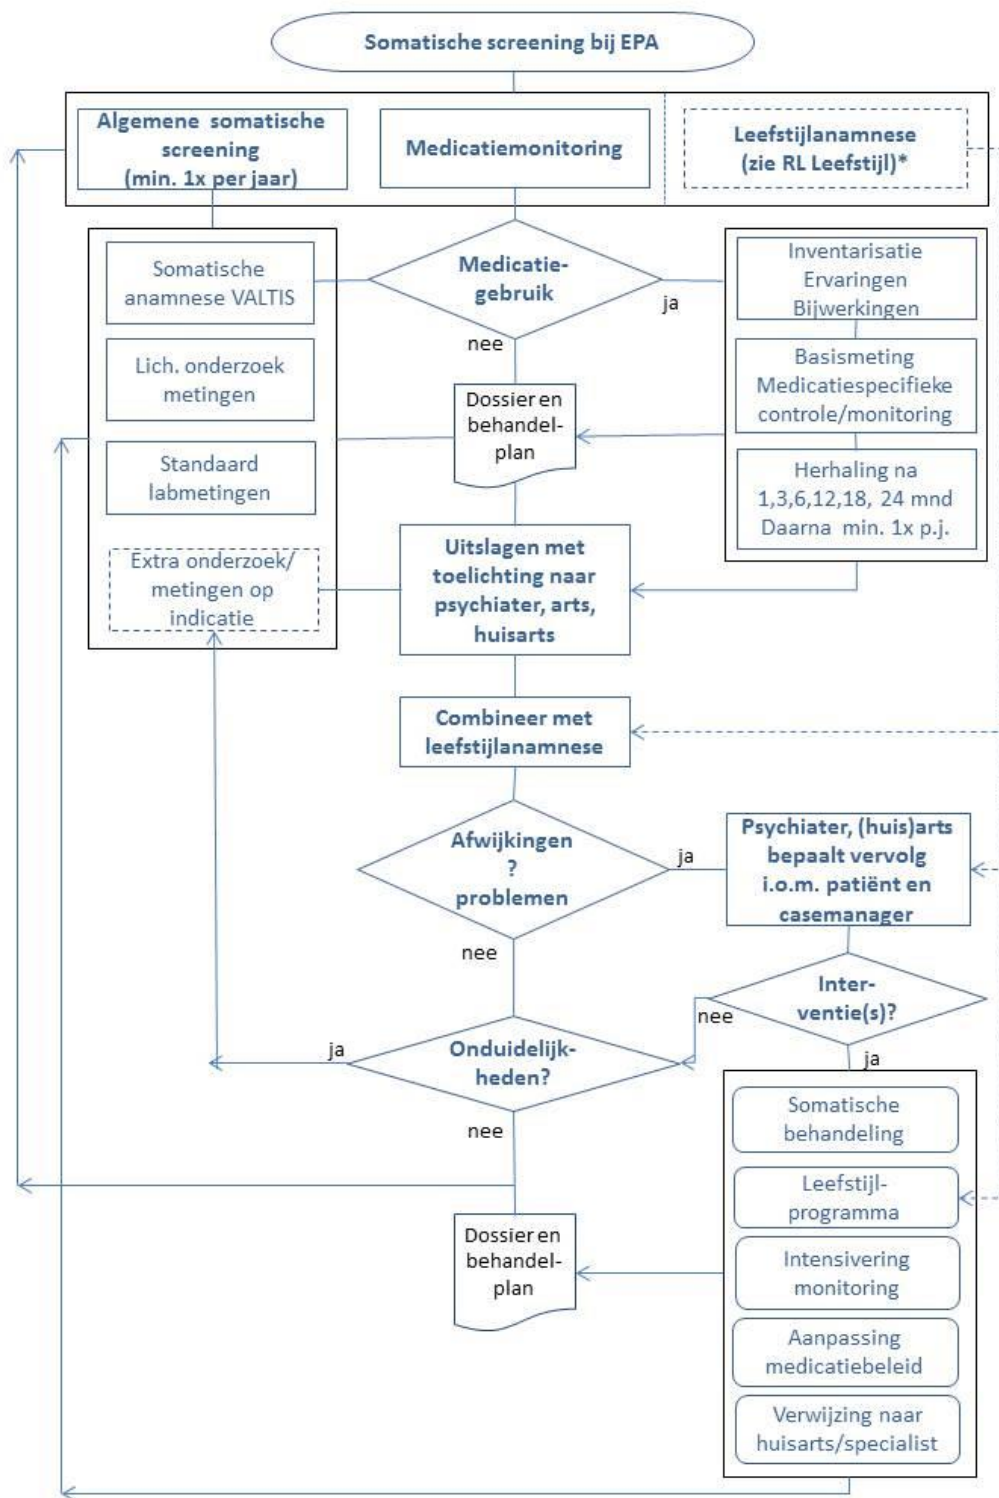 Somatische screening bij EPA
Algemene somatische
screening
(min. 1x per jaar)
Medicatiemonitoring
Leefstijlanamnese
(zie RL Leefstijl)*
Somatische
anamnese VALTIS
Lich. onderzoek
metingen
Standaard
labmetingen
Extra onderzoek/
metingen op
indicatie
Medicatie-
gebruik
ja
nee
Inventarisatie
Ervaringen
Bijwerkingen
Basismeting
Medicatiespecifieke
controle/monitoring
Herhaling na
1,3,6,12,18, 24 mnd
Daarna min. 1x p.j.
Dossier en
behandel-
plan
Uitslagen met
toelichting naar
psychiater, arts,
huisarts
Combineer met
leefstijlanamnese
Afwijkingen
?
problemen
ja
nee
Psychiater, (huis)arts
bepaalt vervolg
i.o.m. patiënt en
casemanager
Inter-
ventie(s)?
nee
ja
Onduidelijk-
heden?
ja
nee
Somatische
behandeling
Leefstijl-
programma
Intensivering
monitoring
Aanpassing
medicatiebeleid
Verwijzing naar
huisarts/specialist
Dossier en
behandel-
plan